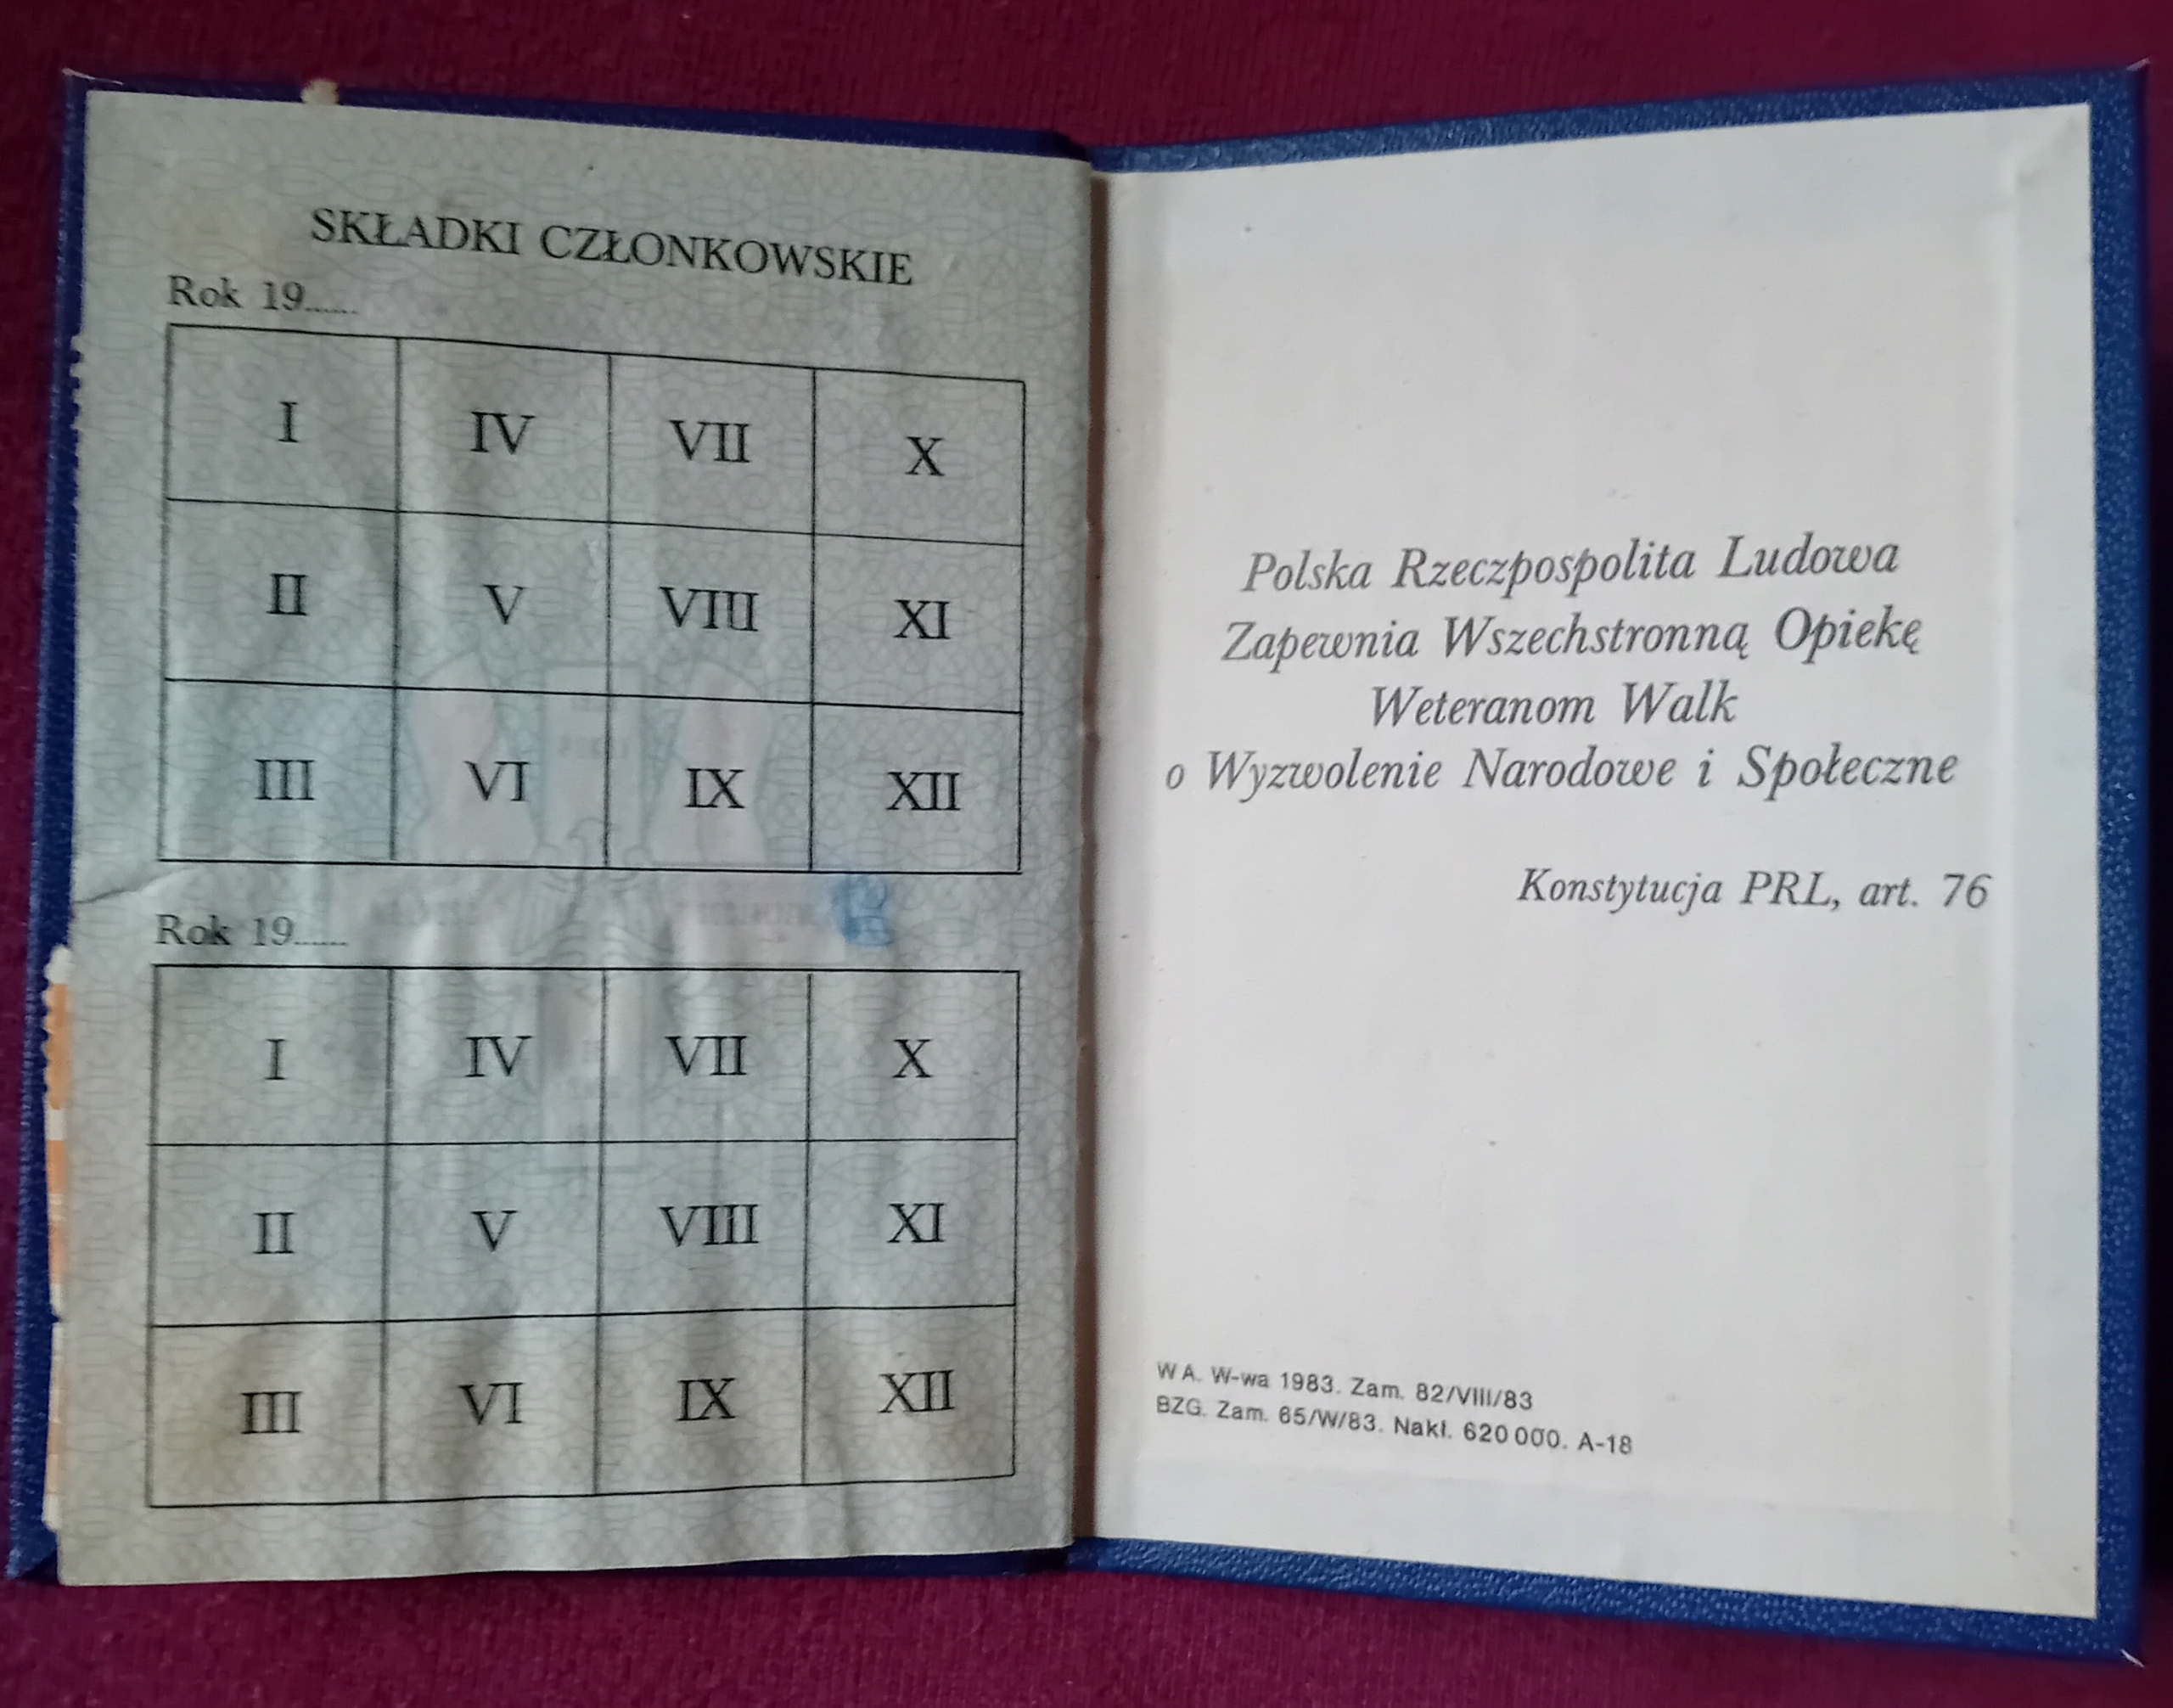 SKŁADKI CZŁONKOWSKIE
Rok 19......
I IV VII X
II V VIII XI
III VI IX XII
Rok 19......
I IV VII X
II V VIII XI
III VI IX XII
Polska Rzeczpospolita Ludowa
Zapewnia Wszechstronną Opiekę
Weteranom Walk
o Wyzwolenie Narodowe i Społeczne
Konstytucja PRL, art. 76
WA. W-wa 1983. Zam. 82/VIII/83
BZG. Zam. 65/W/83. Nakł. 620 000. A-18